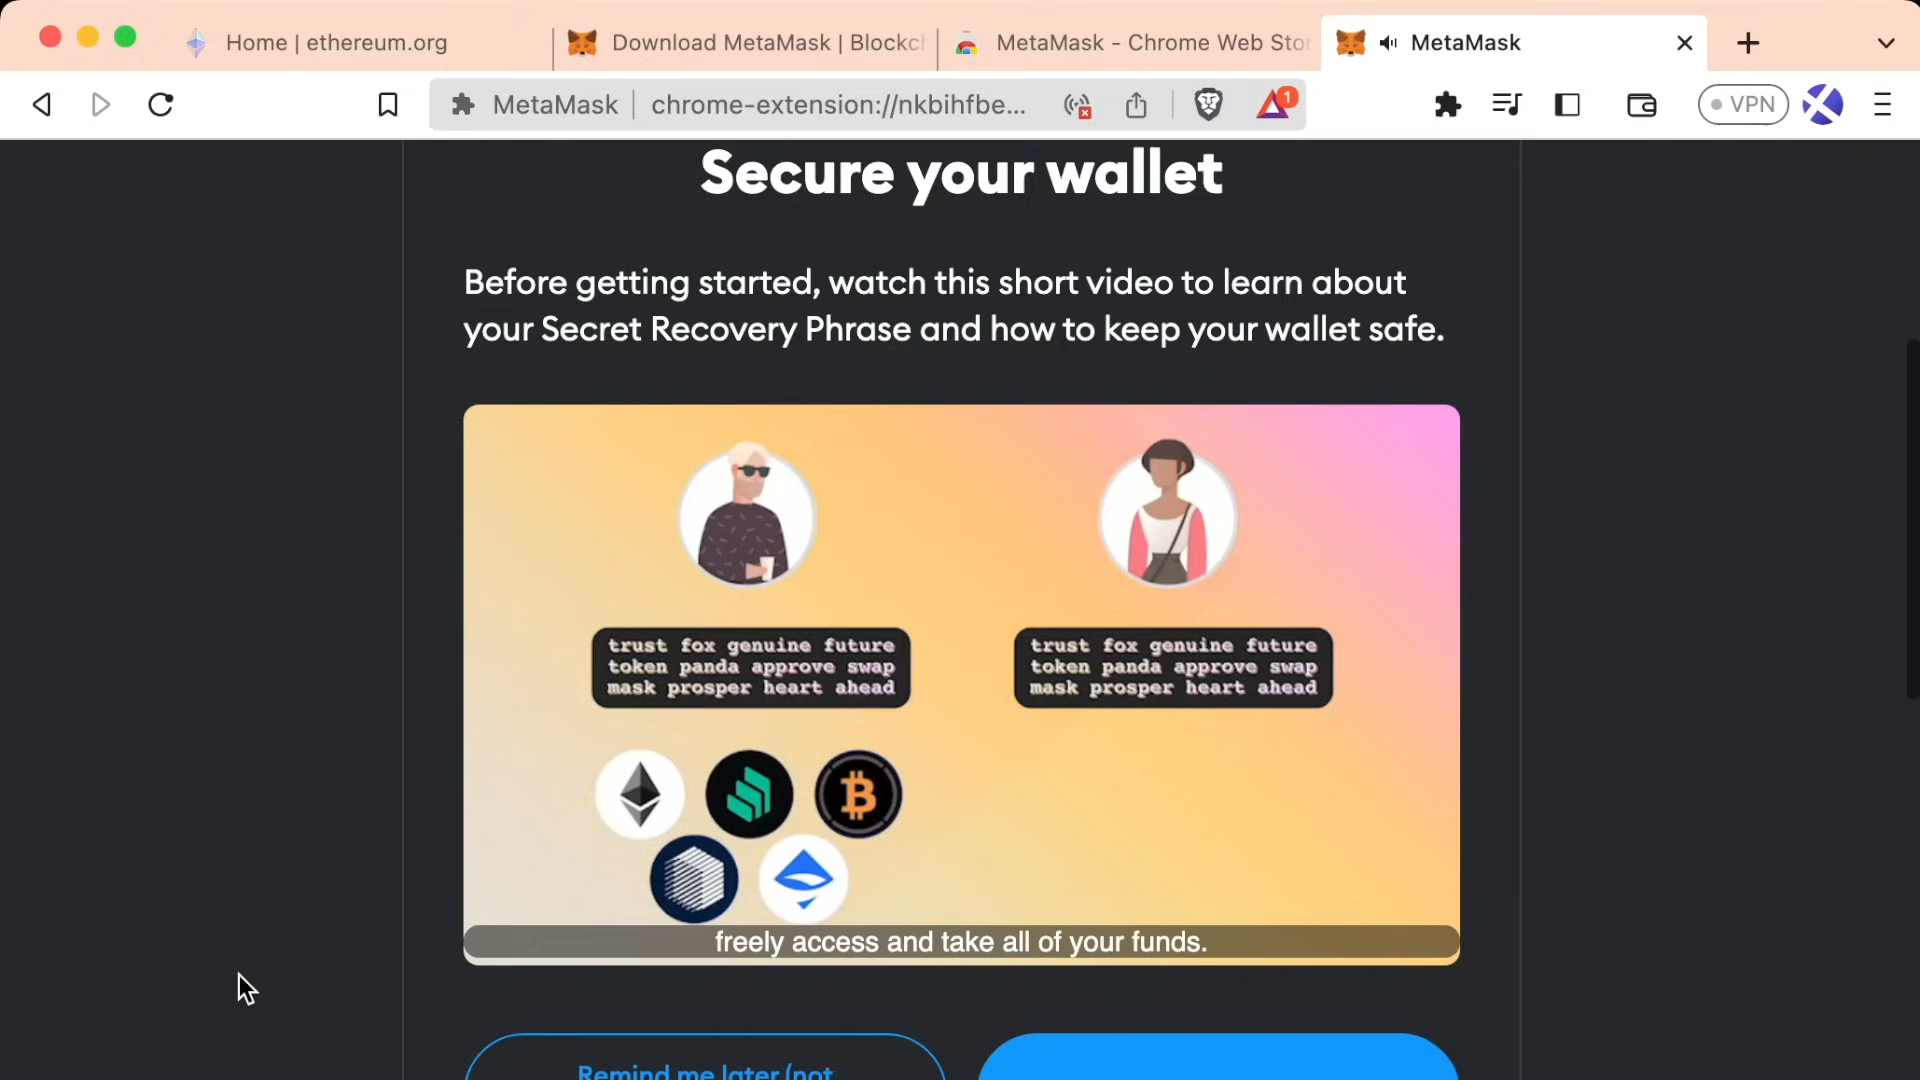 Home | ethereum.org
Download MetaMask | Blockch
MetaMask - Chrome Web Stor
MetaMask
MetaMask
chrome-extension://nkbihfbe...
1
VPN
Secure your wallet
Before getting started, watch this short video to learn about
your Secret Recovery Phrase and how to keep your wallet safe.
trust fox genuine future
token panda approve swap
mask prosper heart ahead
trust fox genuine future
token panda approve swap
mask prosper heart ahead
freely access and take all of your funds.
Remind me later (not